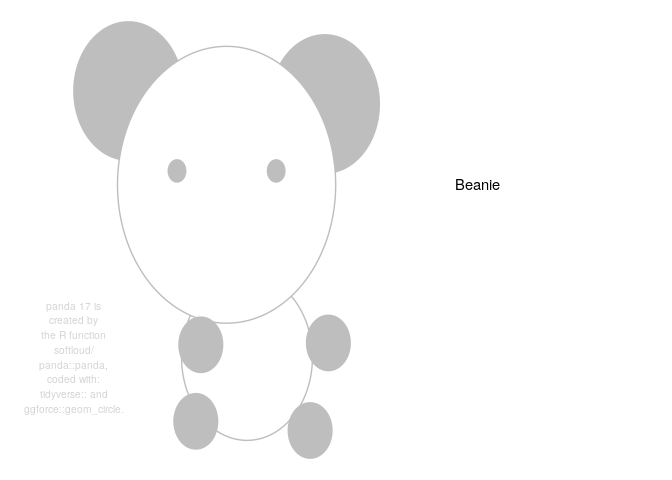 Beanie
panda 17 is
created by
the R function
softloud/
panda::panda,
coded with:
tidyverse:: and
ggforce::geom_circle.